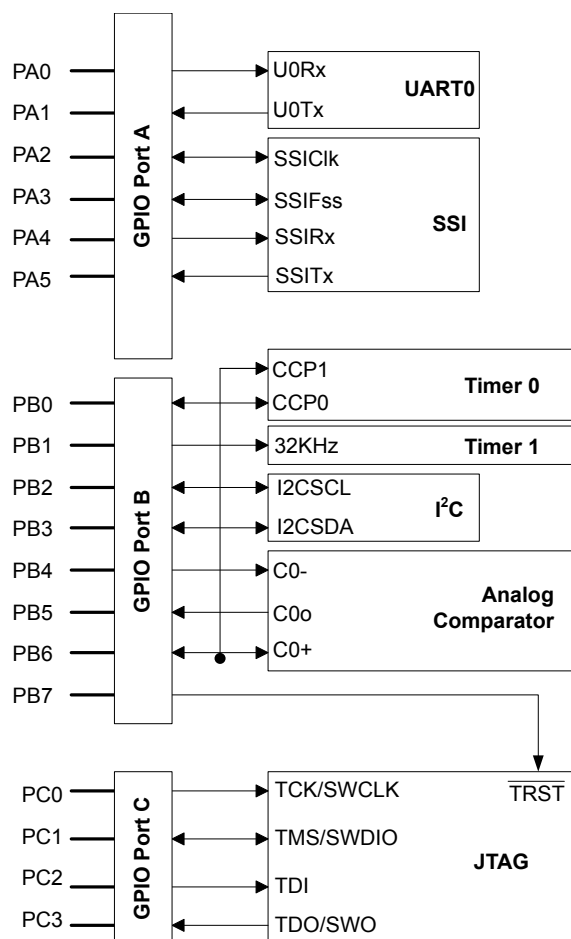 PA0
PA1
PA2
PA3
PA4
PA5
GPIO Port A
U0Rx
U0Tx
UART0
SSIClk
SSIFss
SSIRx
SSITx
SSI
PB0
PB1
PB2
PB3
PB4
PB5
PB6
PB7
GPIO Port B
CCP1
CCP0
Timer 0
32KHz
Timer 1
I2CSCL
I2CSDA
I²C
C0-
C0o
C0+
Analog
Comparator
PC0
PC1
PC2
PC3
GPIO Port C
TCK/SWCLK
TMS/SWDIO
TDI
TDO/SWO
TRST
JTAG